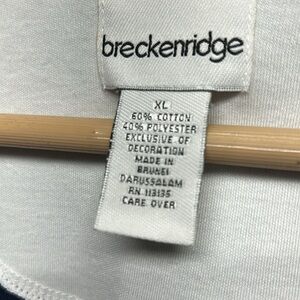 breckenridge
XL
60% COTTON
40% POLYESTER
EXCLUSIVE OF
DECORATION
MADE IN
BRUNEI
DARUSSALAM
RN 113135
CARE OVER